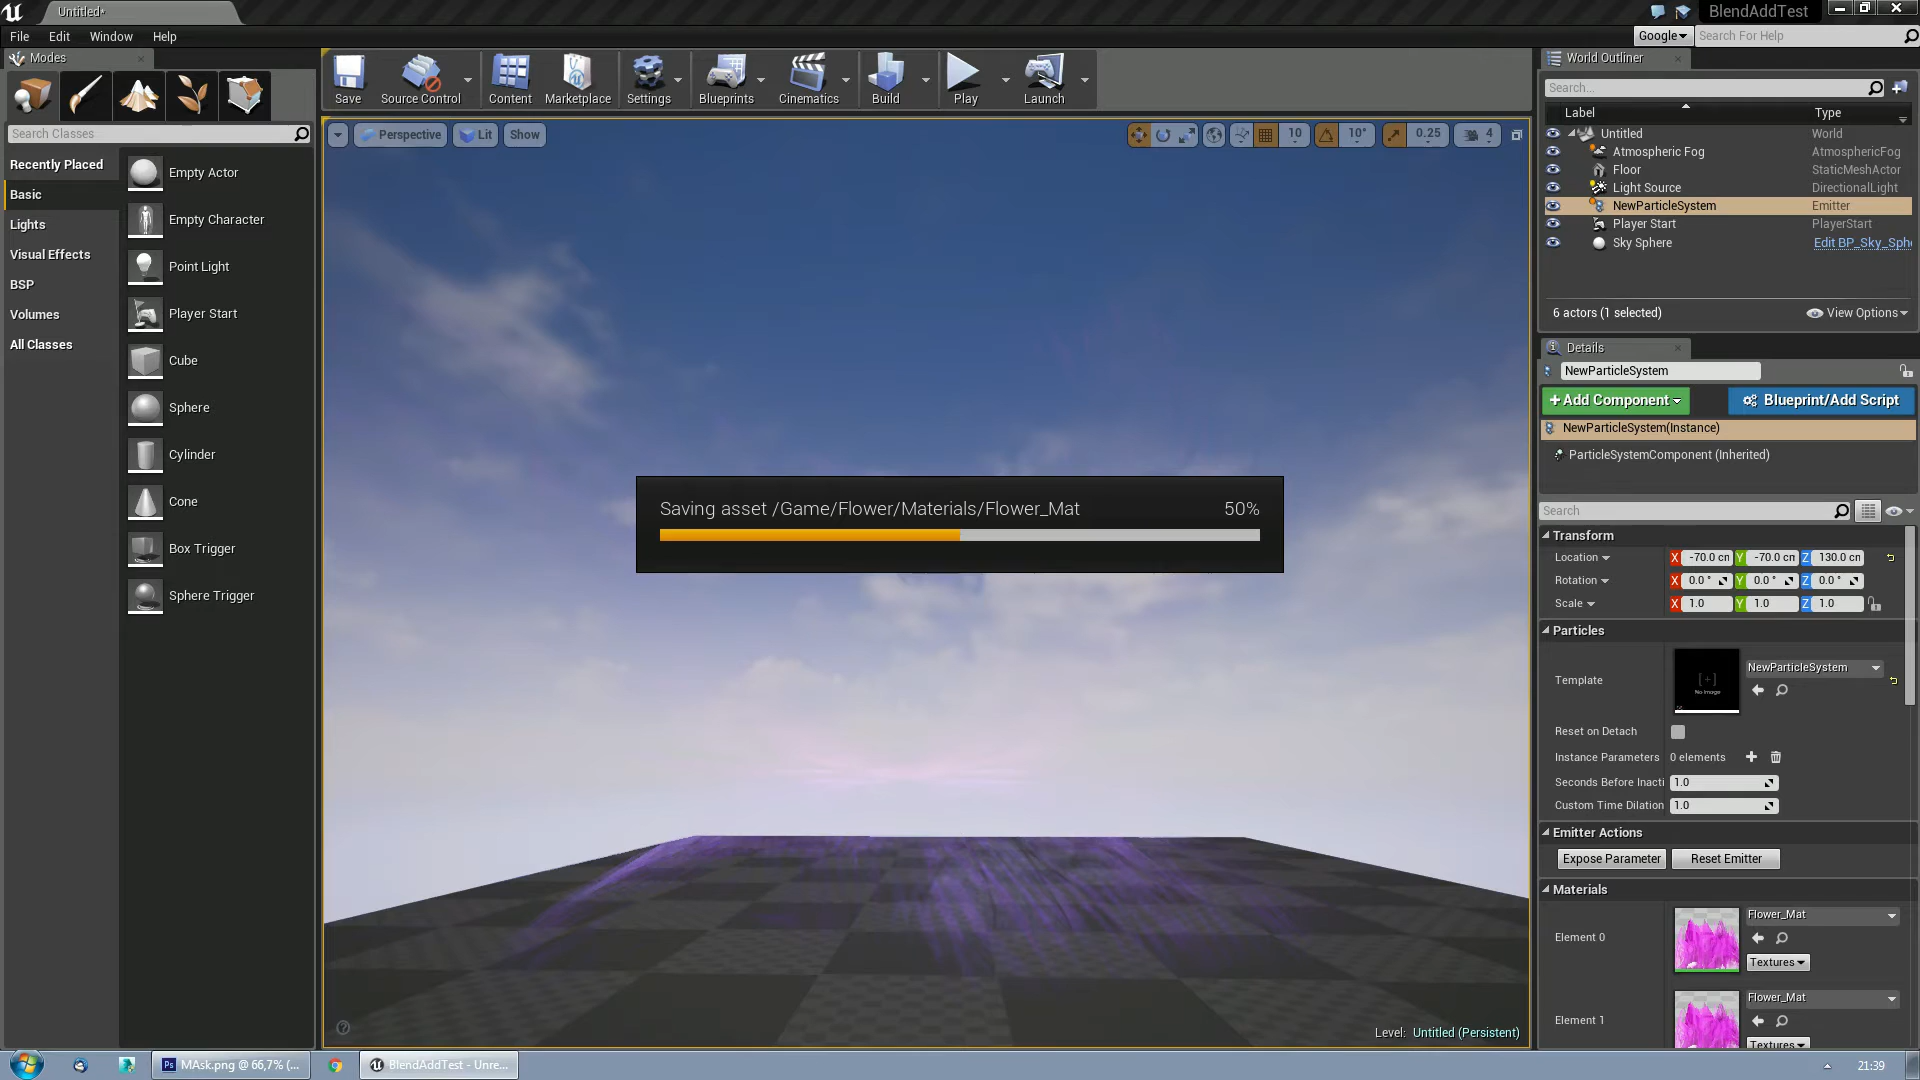 Untitled*
BlendAddTest
File Edit Window Help
Google
Search For Help
Modes
Search Classes
Recently Placed
Basic
Lights
Visual Effects
BSP
Volumes
All Classes
Empty Actor
Empty Character
Point Light
Player Start
Cube
Sphere
Cylinder
Cone
Box Trigger
Sphere Trigger
Save
Source Control
Content
Marketplace
Settings
Blueprints
Cinematics
Build
Play
Launch
Perspective
Lit
Show
10
10°
0.25
4
Saving asset /Game/Flower/Materials/Flower_Mat 50%
Level: Untitled (Persistent)
World Outliner
Search...
Label Type
Untitled World
Atmospheric Fog AtmosphericFog
Floor StaticMeshActor
Light Source DirectionalLight
NewParticleSystem Emitter
Player Start PlayerStart
Sky Sphere Edit BP_Sky_Sph
6 actors (1 selected)
View Options
Details
NewParticleSystem
+Add Component
Blueprint/Add Script
NewParticleSystem(Instance)
ParticleSystemComponent (Inherited)
Search
Transform
Location X -70.0 cm Y -70.0 cm Z 130.0 cm
Rotation X 0.0 ° Y 0.0 ° Z 0.0 °
Scale X 1.0 Y 1.0 Z 1.0
Particles
Template
[+]
No Image
NewParticleSystem
Reset on Detach
Instance Parameters 0 elements
Seconds Before Inacti 1.0
Custom Time Dilation 1.0
Emitter Actions
Expose Parameter
Reset Emitter
Materials
Element 0
Flower_Mat
Textures
Element 1
Flower_Mat
Textures
MAsk.png @ 66,7% (...
BlendAddTest - Unre...
21:39